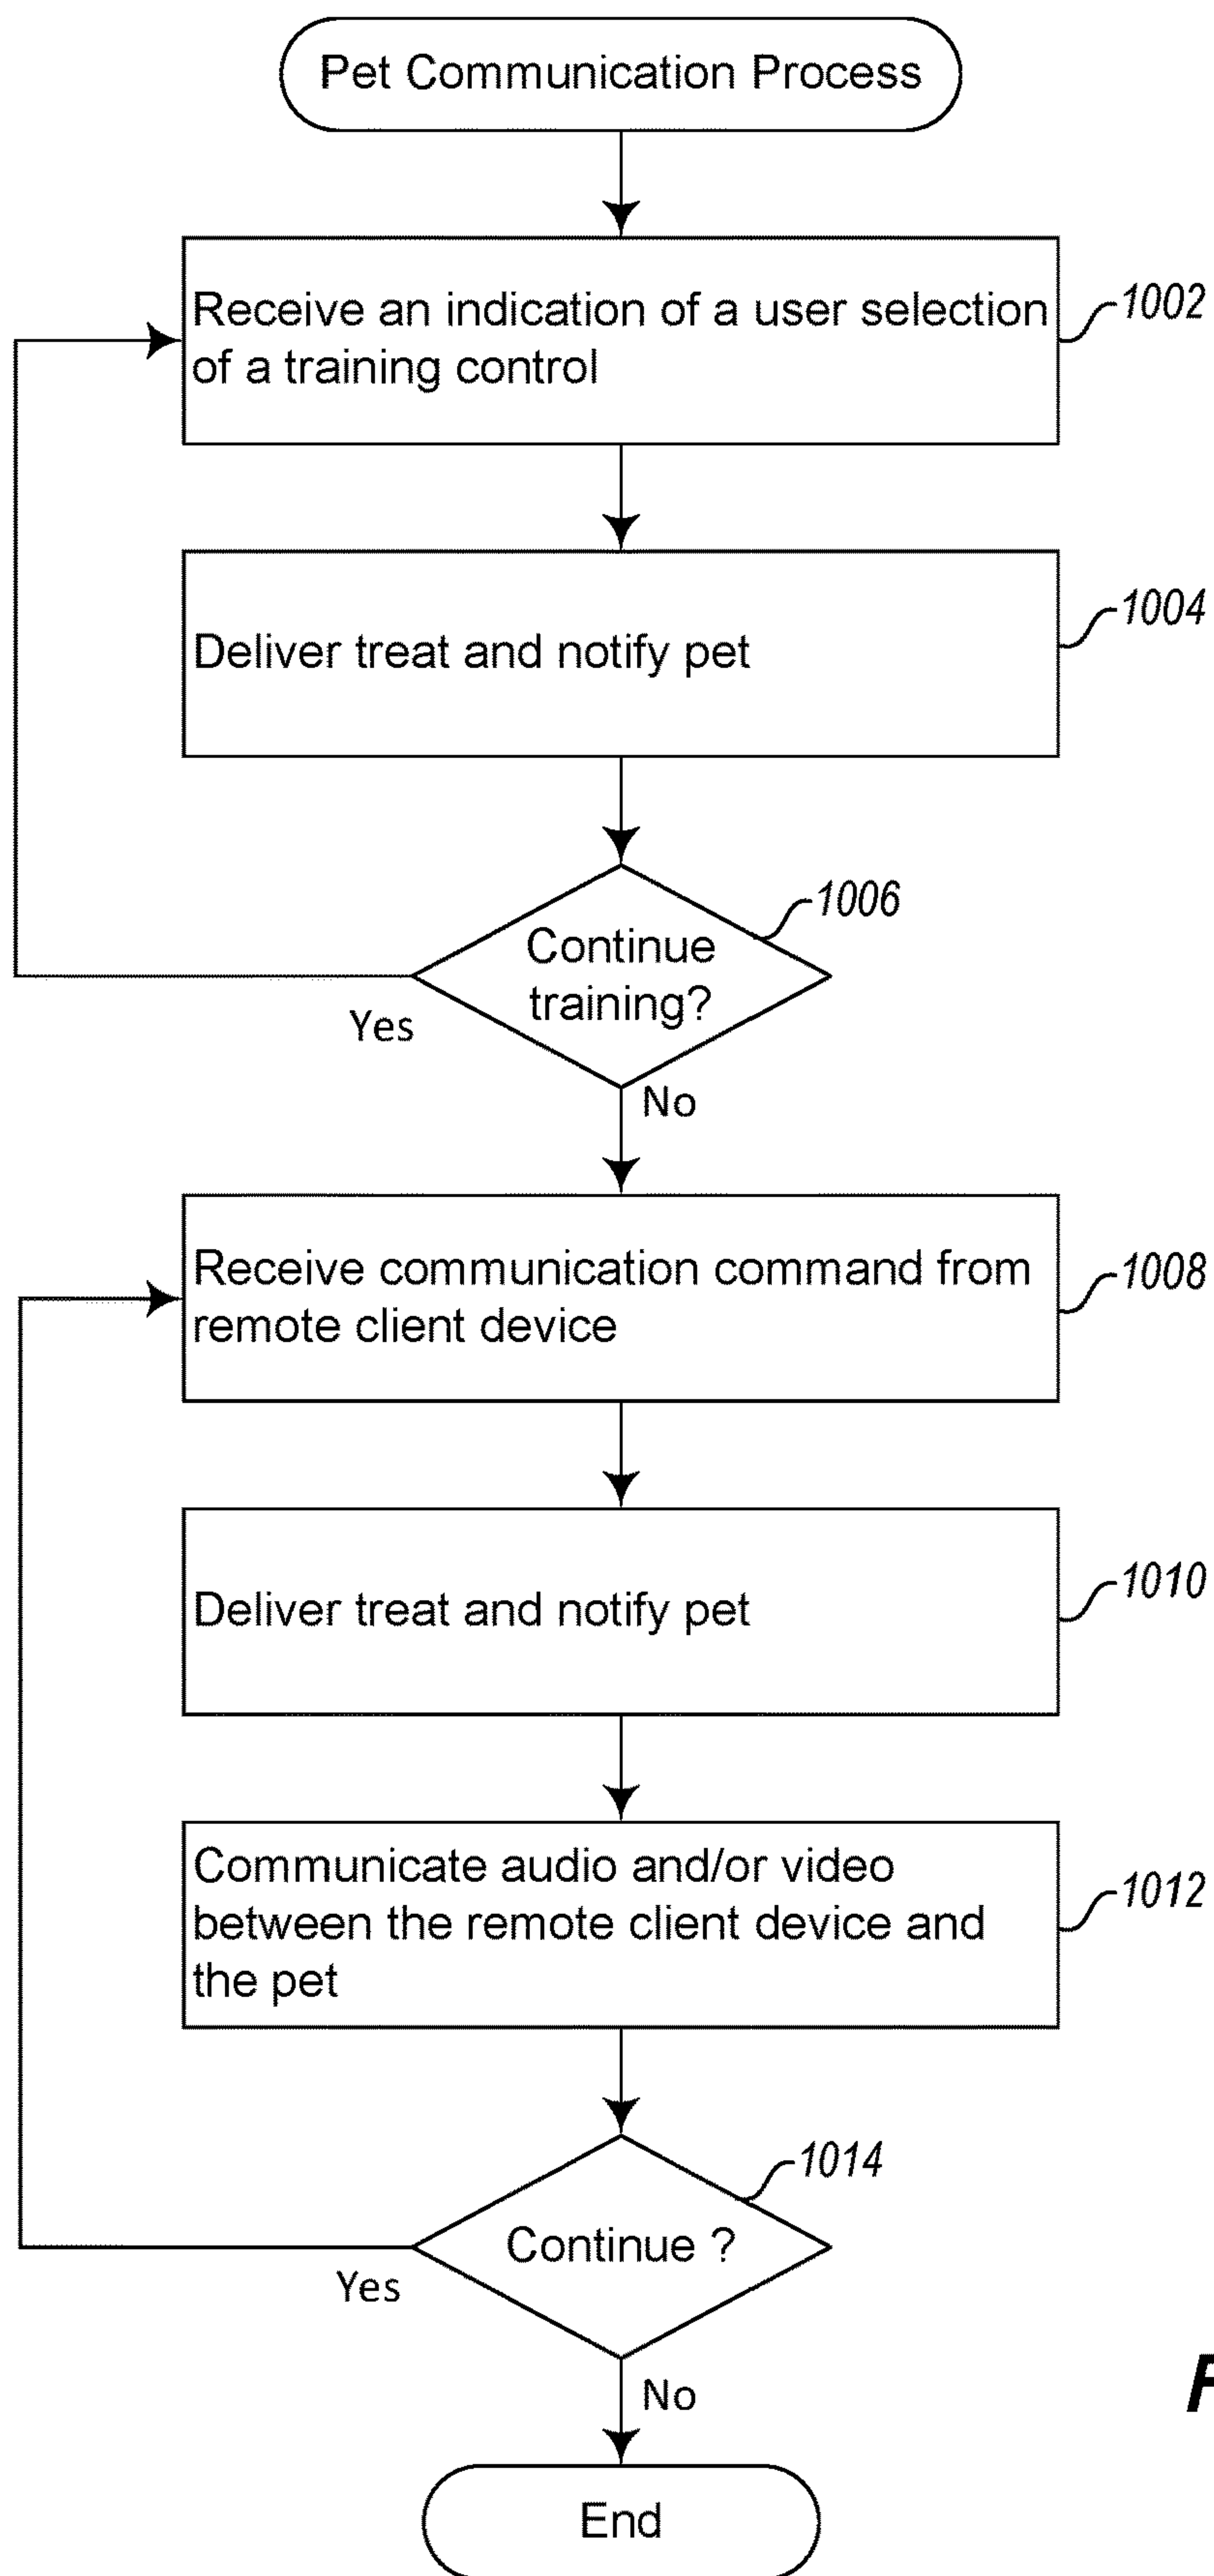 Pet Communication Process
Receive an indication of a user selection
of a training control
1002
Deliver treat and notify pet
1004
Continue
training?
1006
Yes
No
Receive communication command from
remote client device
1008
Deliver treat and notify pet
1010
Communicate audio and/or video
between the remote client device and
the pet
1012
Continue ?
1014
Yes
No
End